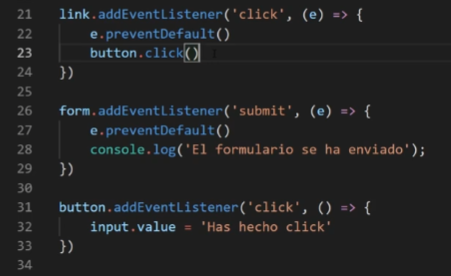 21 link.addEventListener('click', (e) => {
22     e.preventDefault()
23     button.click()
24 })
25
26 form.addEventListener('submit', (e) => {
27     e.preventDefault()
28     console.log('El formulario se ha enviado');
29 })
30
31 button.addEventListener('click', () => {
32     input.value = 'Has hecho click'
33 })
34